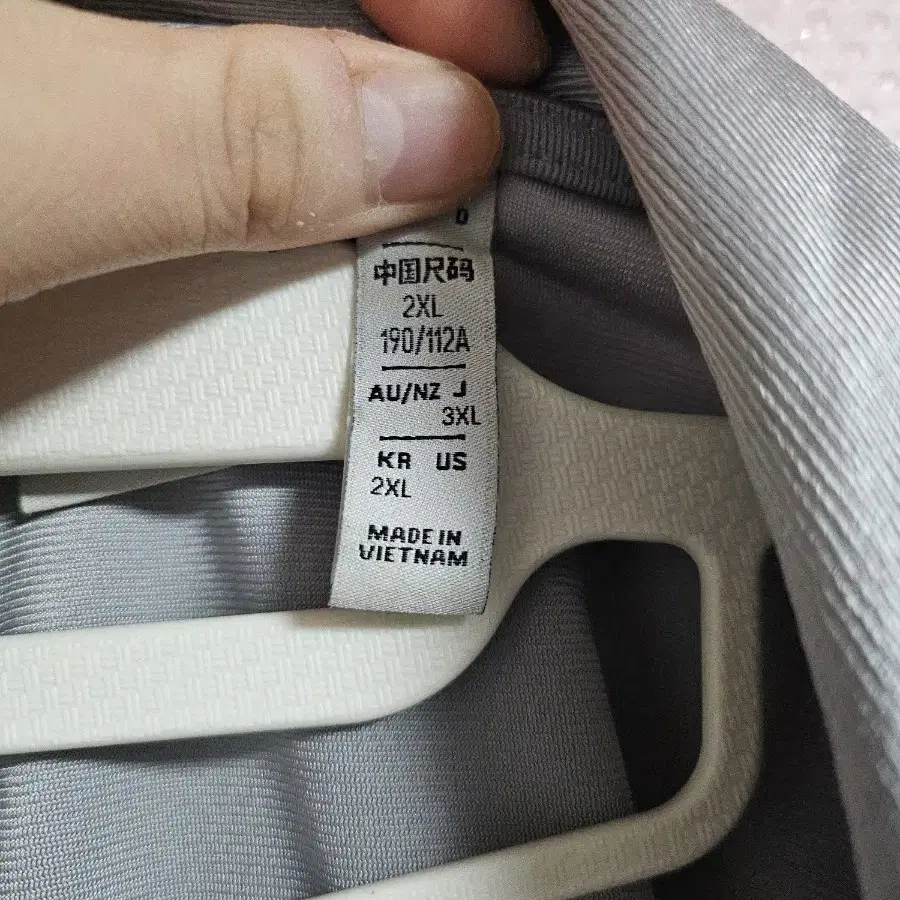 D
中国尺码
2XL
190/112A
AU/NZ J
3XL
KR US
2XL
MADE IN
VIETNAM